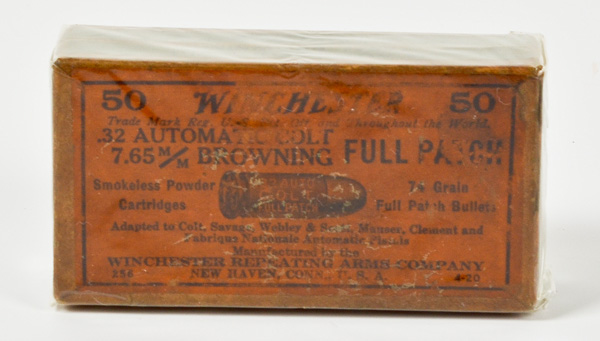 50 WINCHESTER 50
Trade Mark Reg. U.S. Pat. Off. and Throughout the World.
.32 AUTOMATIC COLT
7.65 M/M BROWNING FULL PATCH
Smokeless Powder
Cartridges
74 Grain
Full Patch Bullets
Adapted to Colt, Savage, Webley & Scott, Mauser, Clement and
Fabrique Nationale Automatic Pistols
Manufactured by the
WINCHESTER REPEATING ARMS COMPANY
256 NEW HAVEN, CONN., U. S. A. 4-20